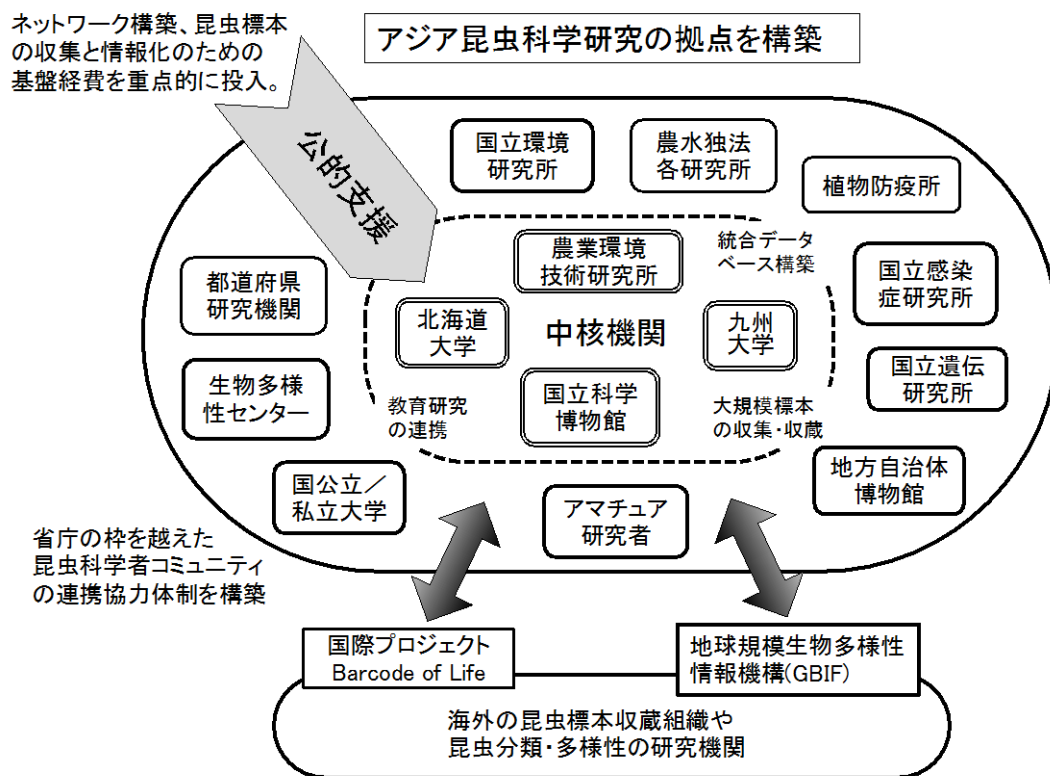 ネットワーク構築、昆虫標本
の収集と情報化のための
基盤経費を重点的に投入。
アジア昆虫科学研究の拠点を構築
公的支援
国立環境
研究所
農水独法
各研究所
植物防疫所
都道府県
研究機関
農業環境
技術研究所
統合データ
ベース構築
国立感染
症研究所
北海道
大学
中核機関
九州
大学
生物多様
性センター
国立科学
博物館
国立遺伝
研究所
教育研究
の連携
大規模標本
の収集・収蔵
国公立／
私立大学
アマチュア
研究者
地方自治体
博物館
省庁の枠を越えた
昆虫科学者コミュニティ
の連携協力体制を構築
国際プロジェクト
Barcode of Life
地球規模生物多様性
情報機構(GBIF)
海外の昆虫標本収蔵組織や
昆虫分類・多様性の研究機関